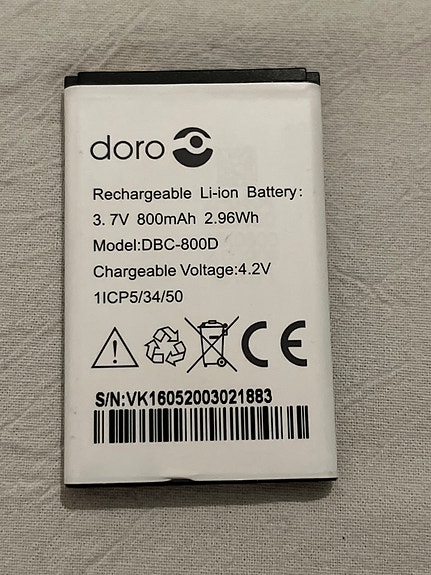 doro
Rechargeable Li-ion Battery:
3.7V 800mAh 2.96Wh
Model:DBC-800D
Chargeable Voltage:4.2V
1ICP5/34/50
CE
S/N:VK16052003021883